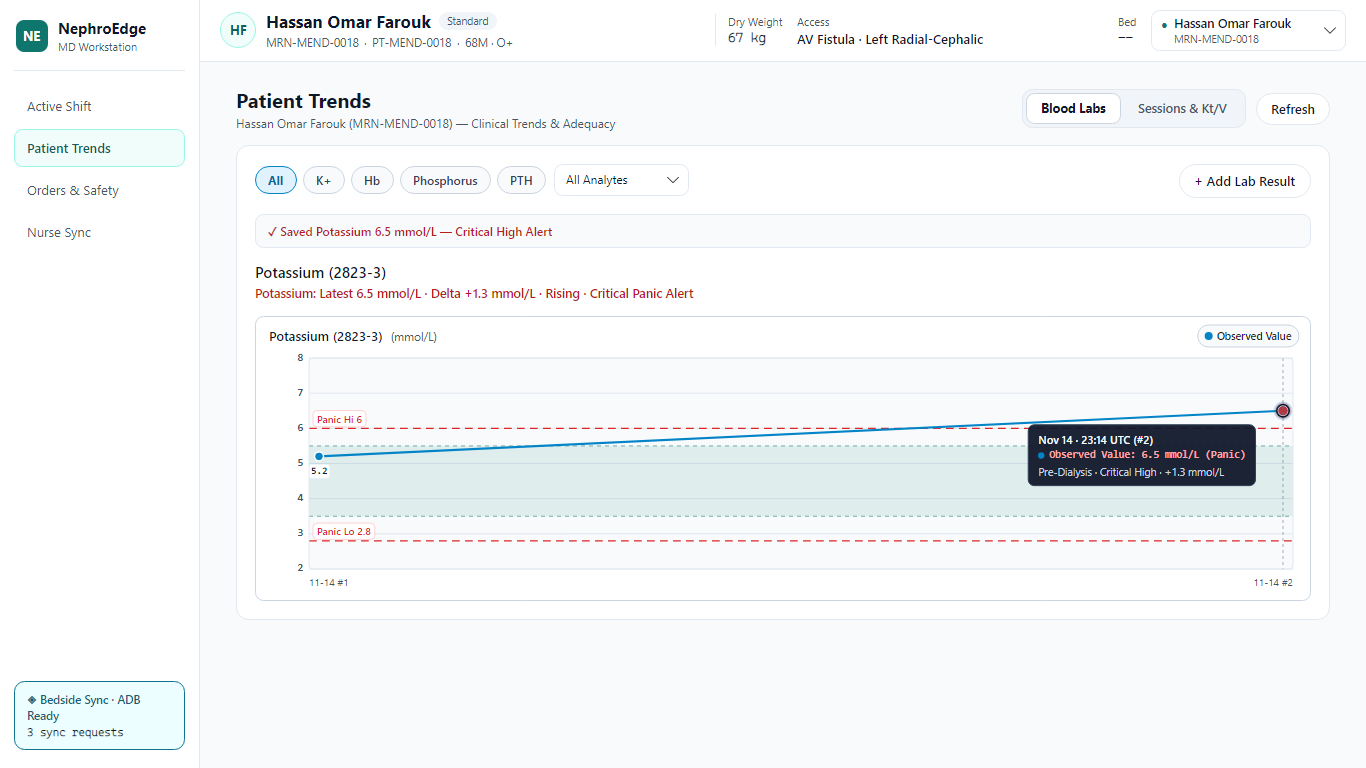 NE
NephroEdge
MD Workstation
Active Shift
Patient Trends
Orders & Safety
Nurse Sync
◈ Bedside Sync · ADB
Ready
3 sync requests
HF
Hassan Omar Farouk Standard
MRN-MEND-0018 · PT-MEND-0018 · 68M · O+
Dry Weight
67 kg
Access
AV Fistula · Left Radial-Cephalic
Bed
––
Hassan Omar Farouk
MRN-MEND-0018
Patient Trends
Hassan Omar Farouk (MRN-MEND-0018) — Clinical Trends & Adequacy
Blood Labs Sessions & Kt/V Refresh
All K+ Hb Phosphorus PTH All Analytes + Add Lab Result
✓ Saved Potassium 6.5 mmol/L — Critical High Alert
Potassium (2823-3)
Potassium: Latest 6.5 mmol/L · Delta +1.3 mmol/L · Rising · Critical Panic Alert
Potassium (2823-3) (mmol/L) Observed Value
8
7
Panic Hi 6
6
5
5.2
4
3
Panic Lo 2.8
2
Nov 14 · 23:14 UTC (#2)
Observed Value: 6.5 mmol/L (Panic)
Pre-Dialysis · Critical High · +1.3 mmol/L
11-14 #1 11-14 #2